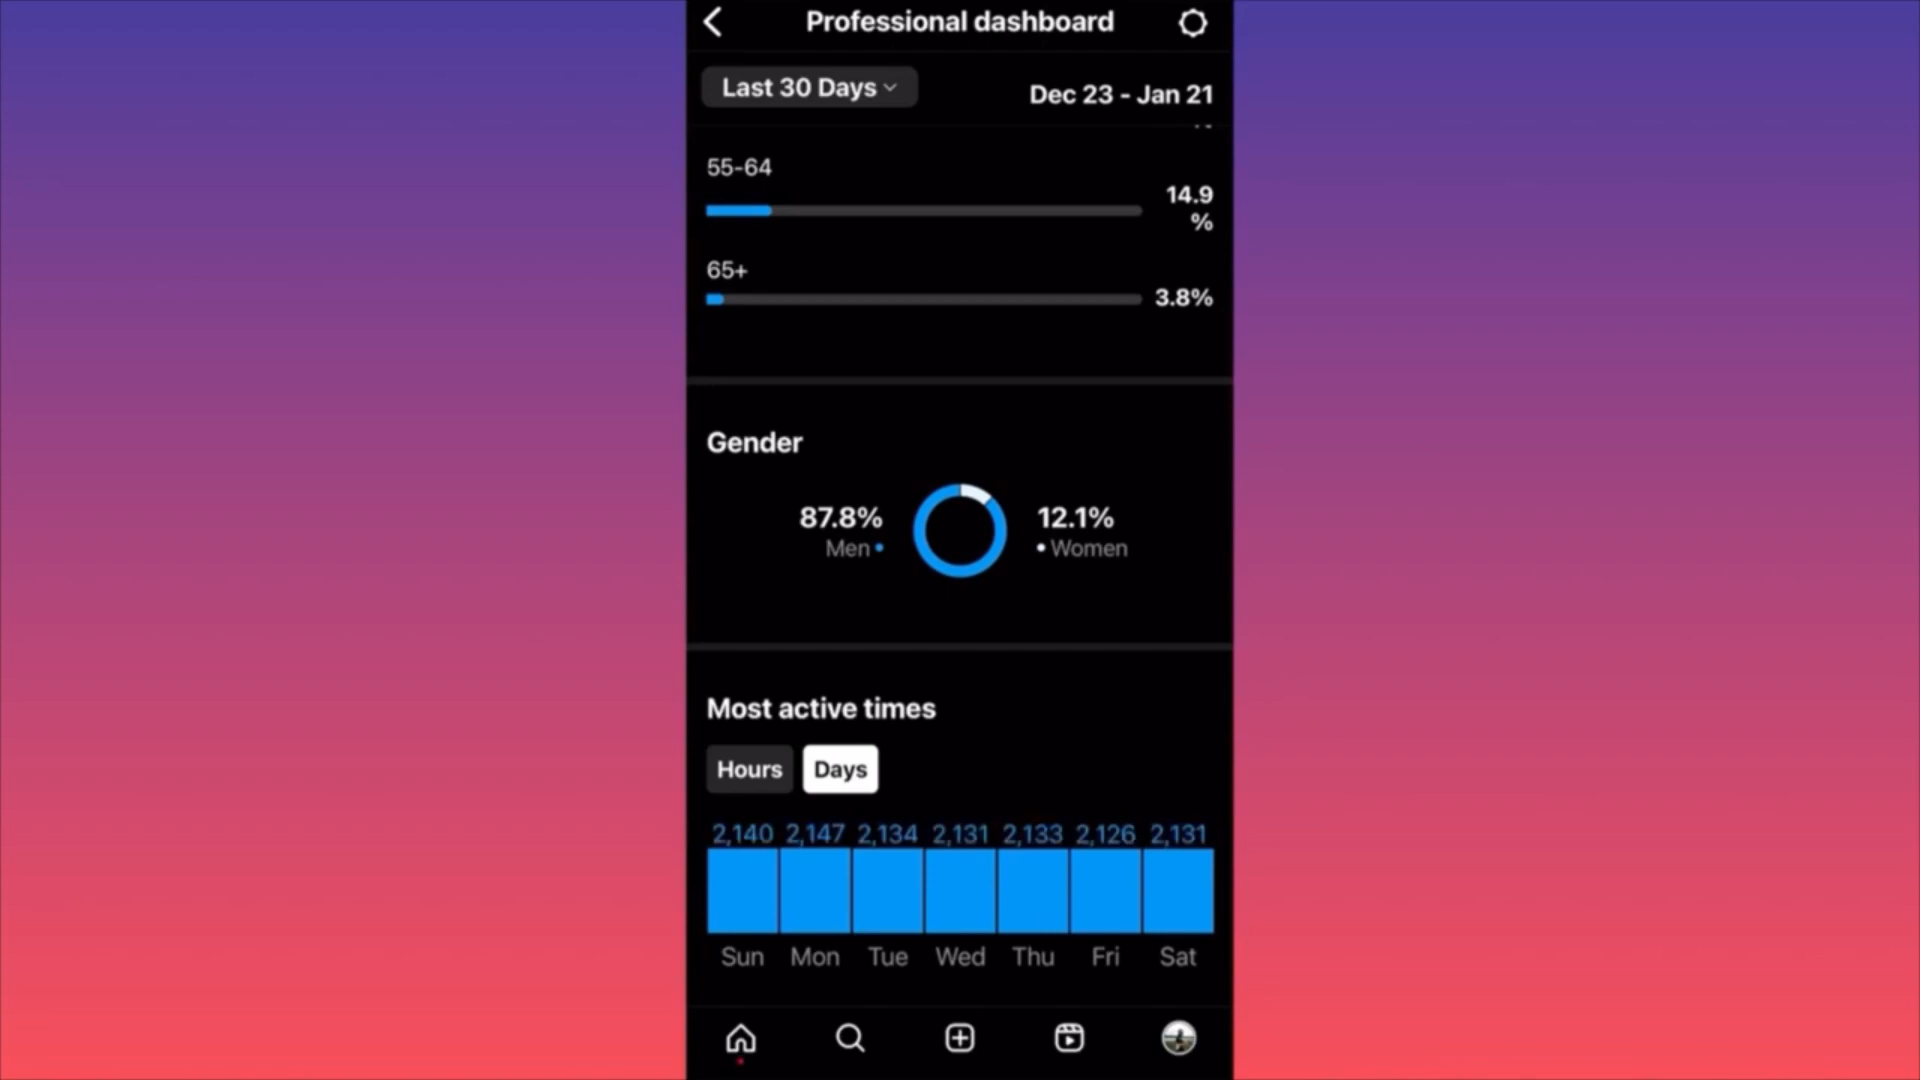 Professional dashboard
Last 30 Days
Dec 23 - Jan 21
55-64
14.9
%
65+
3.8%
Gender
87.8%
Men
12.1%
Women
Most active times
Hours
Days
2,140 2,147 2,134 2,131 2,133 2,126 2,131
Sun Mon Tue Wed Thu Fri Sat